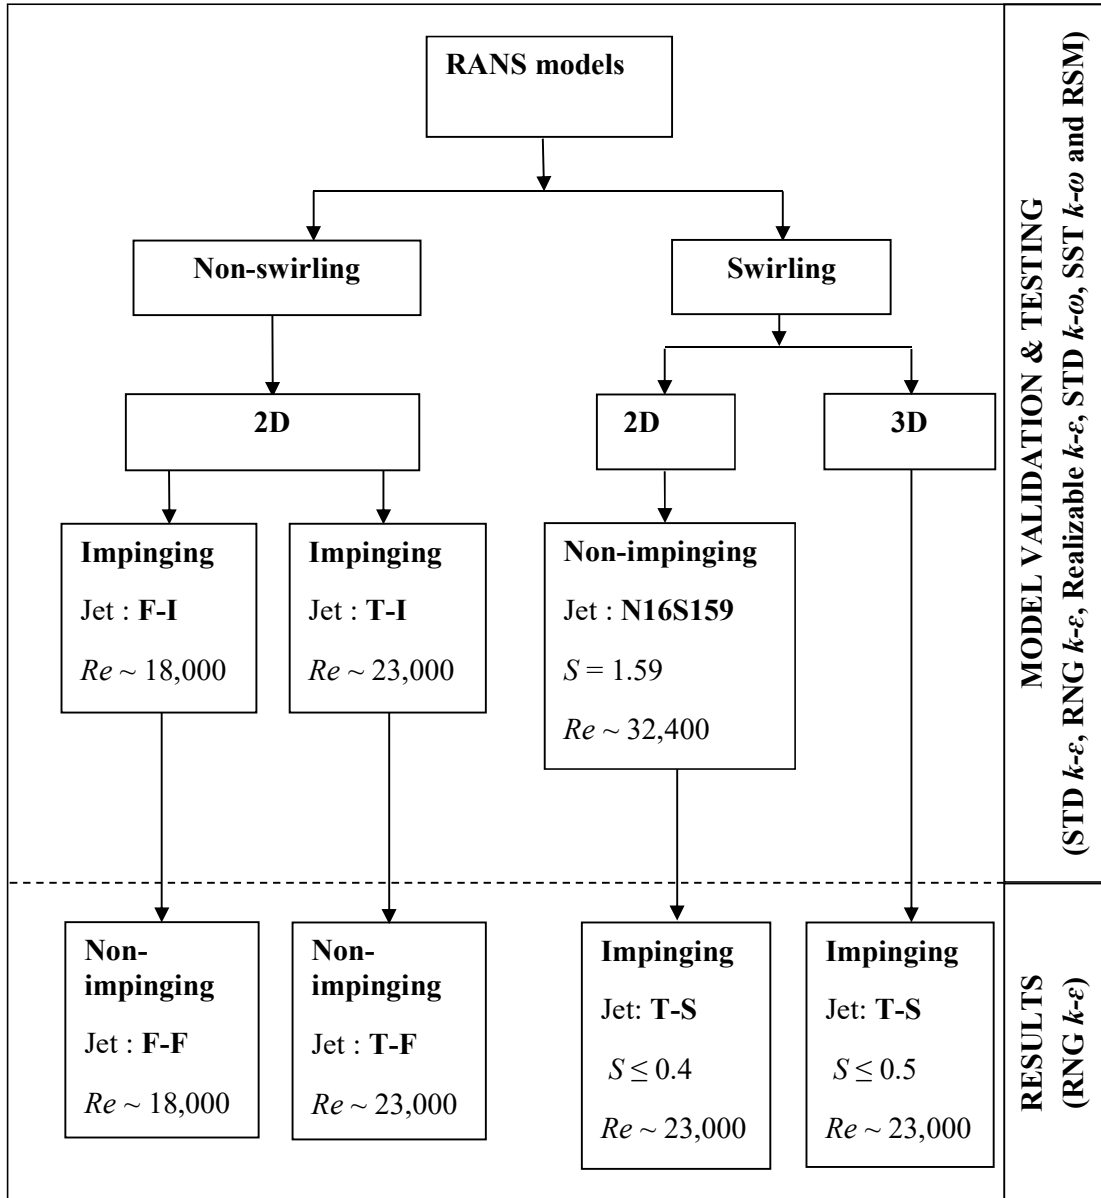 RANS models
Non-swirling
Swirling
2D
2D
3D
Impinging
Jet : F-I
Re ~ 18,000
Impinging
Jet : T-I
Re ~ 23,000
Non-impinging
Jet : N16S159
S = 1.59
Re ~ 32,400
Non-
impinging
Jet : F-F
Re ~ 18,000
Non-
impinging
Jet : T-F
Re ~ 23,000
Impinging
Jet: T-S
S ≤ 0.4
Re ~ 23,000
Impinging
Jet: T-S
S ≤ 0.5
Re ~ 23,000
MODEL VALIDATION & TESTING
(STD k-ε, RNG k-ε, Realizable k-ε, STD k-ω, SST k-ω and RSM)
RESULTS
(RNG k-ε)